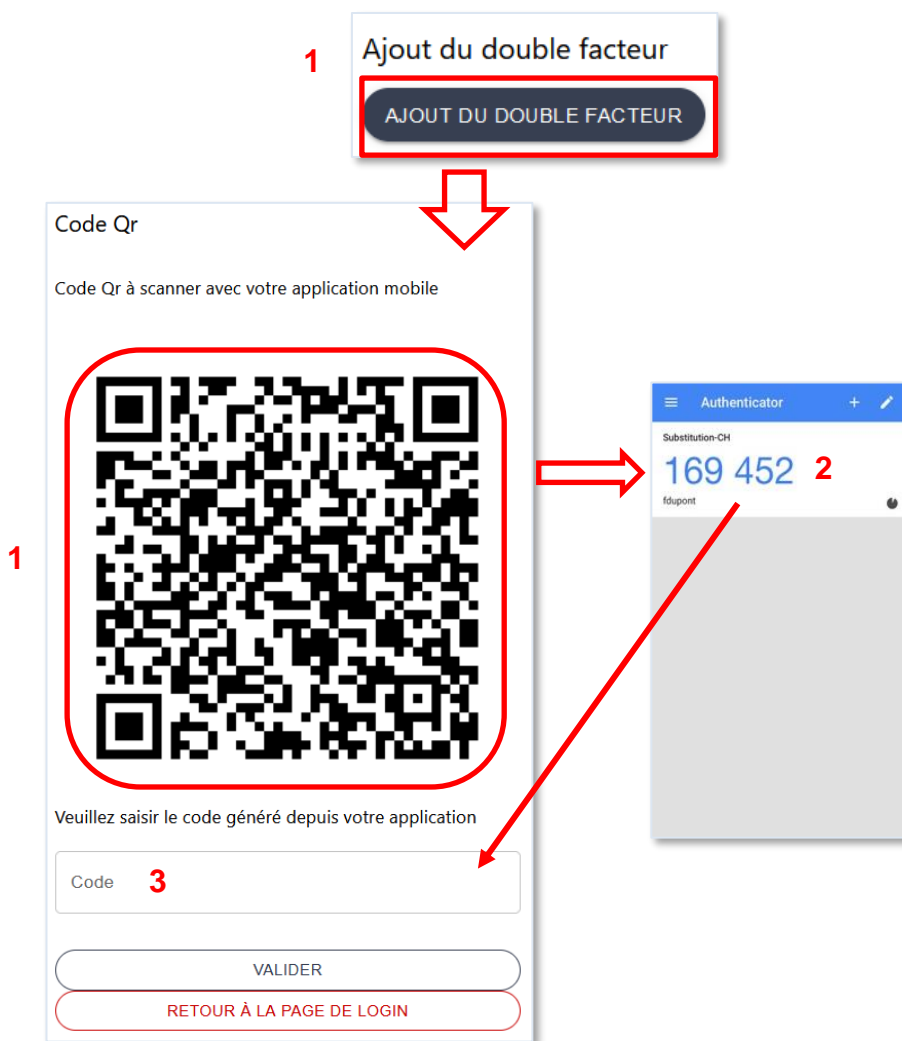 1
Ajout du double facteur
AJOUT DU DOUBLE FACTEUR
Code Qr
Code Qr à scanner avec votre application mobile
1
Authenticator
Substitution-CH
169 452
2
fdupont
Veuillez saisir le code généré depuis votre application
Code
3
VALIDER
RETOUR À LA PAGE DE LOGIN